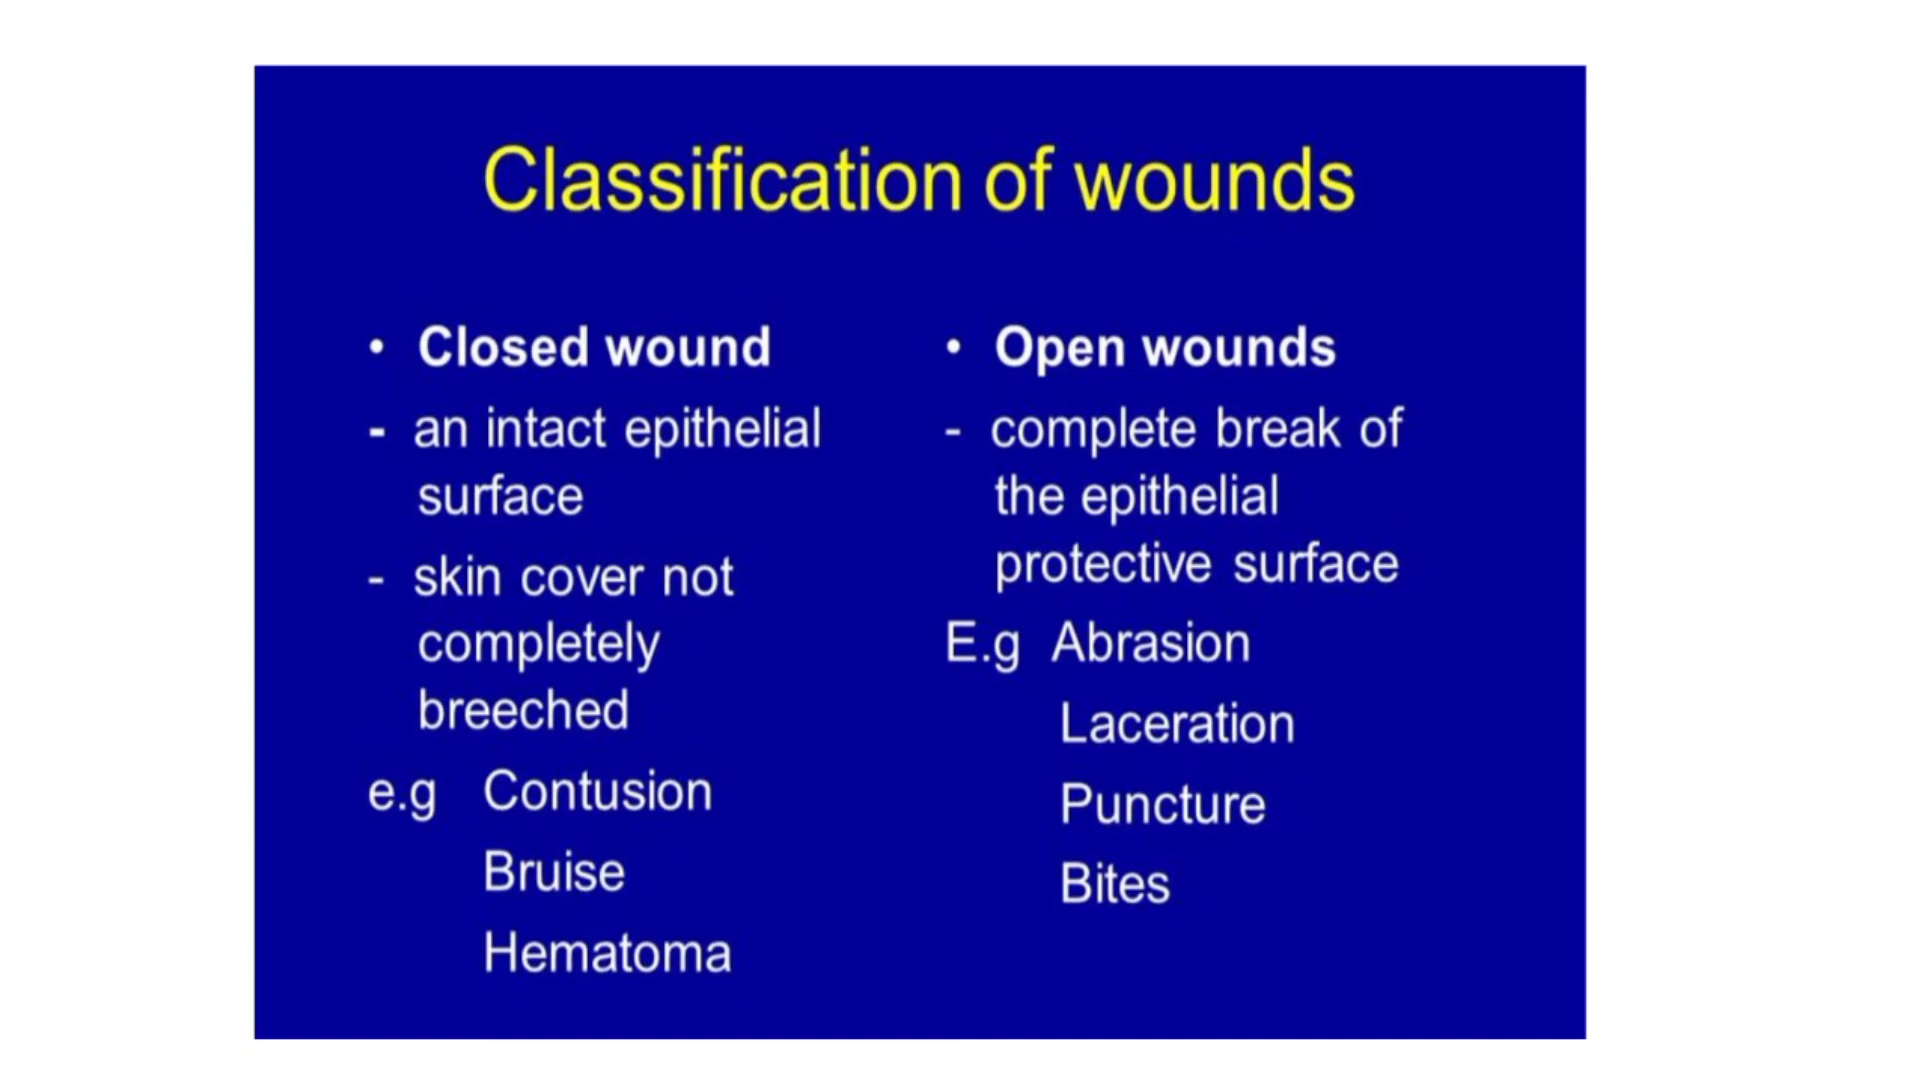 Classification of wounds
• Closed wound
- an intact epithelial
surface
- skin cover not
completely
breeched
e.g Contusion
Bruise
Hematoma
• Open wounds
- complete break of
the epithelial
protective surface
E.g Abrasion
Laceration
Puncture
Bites